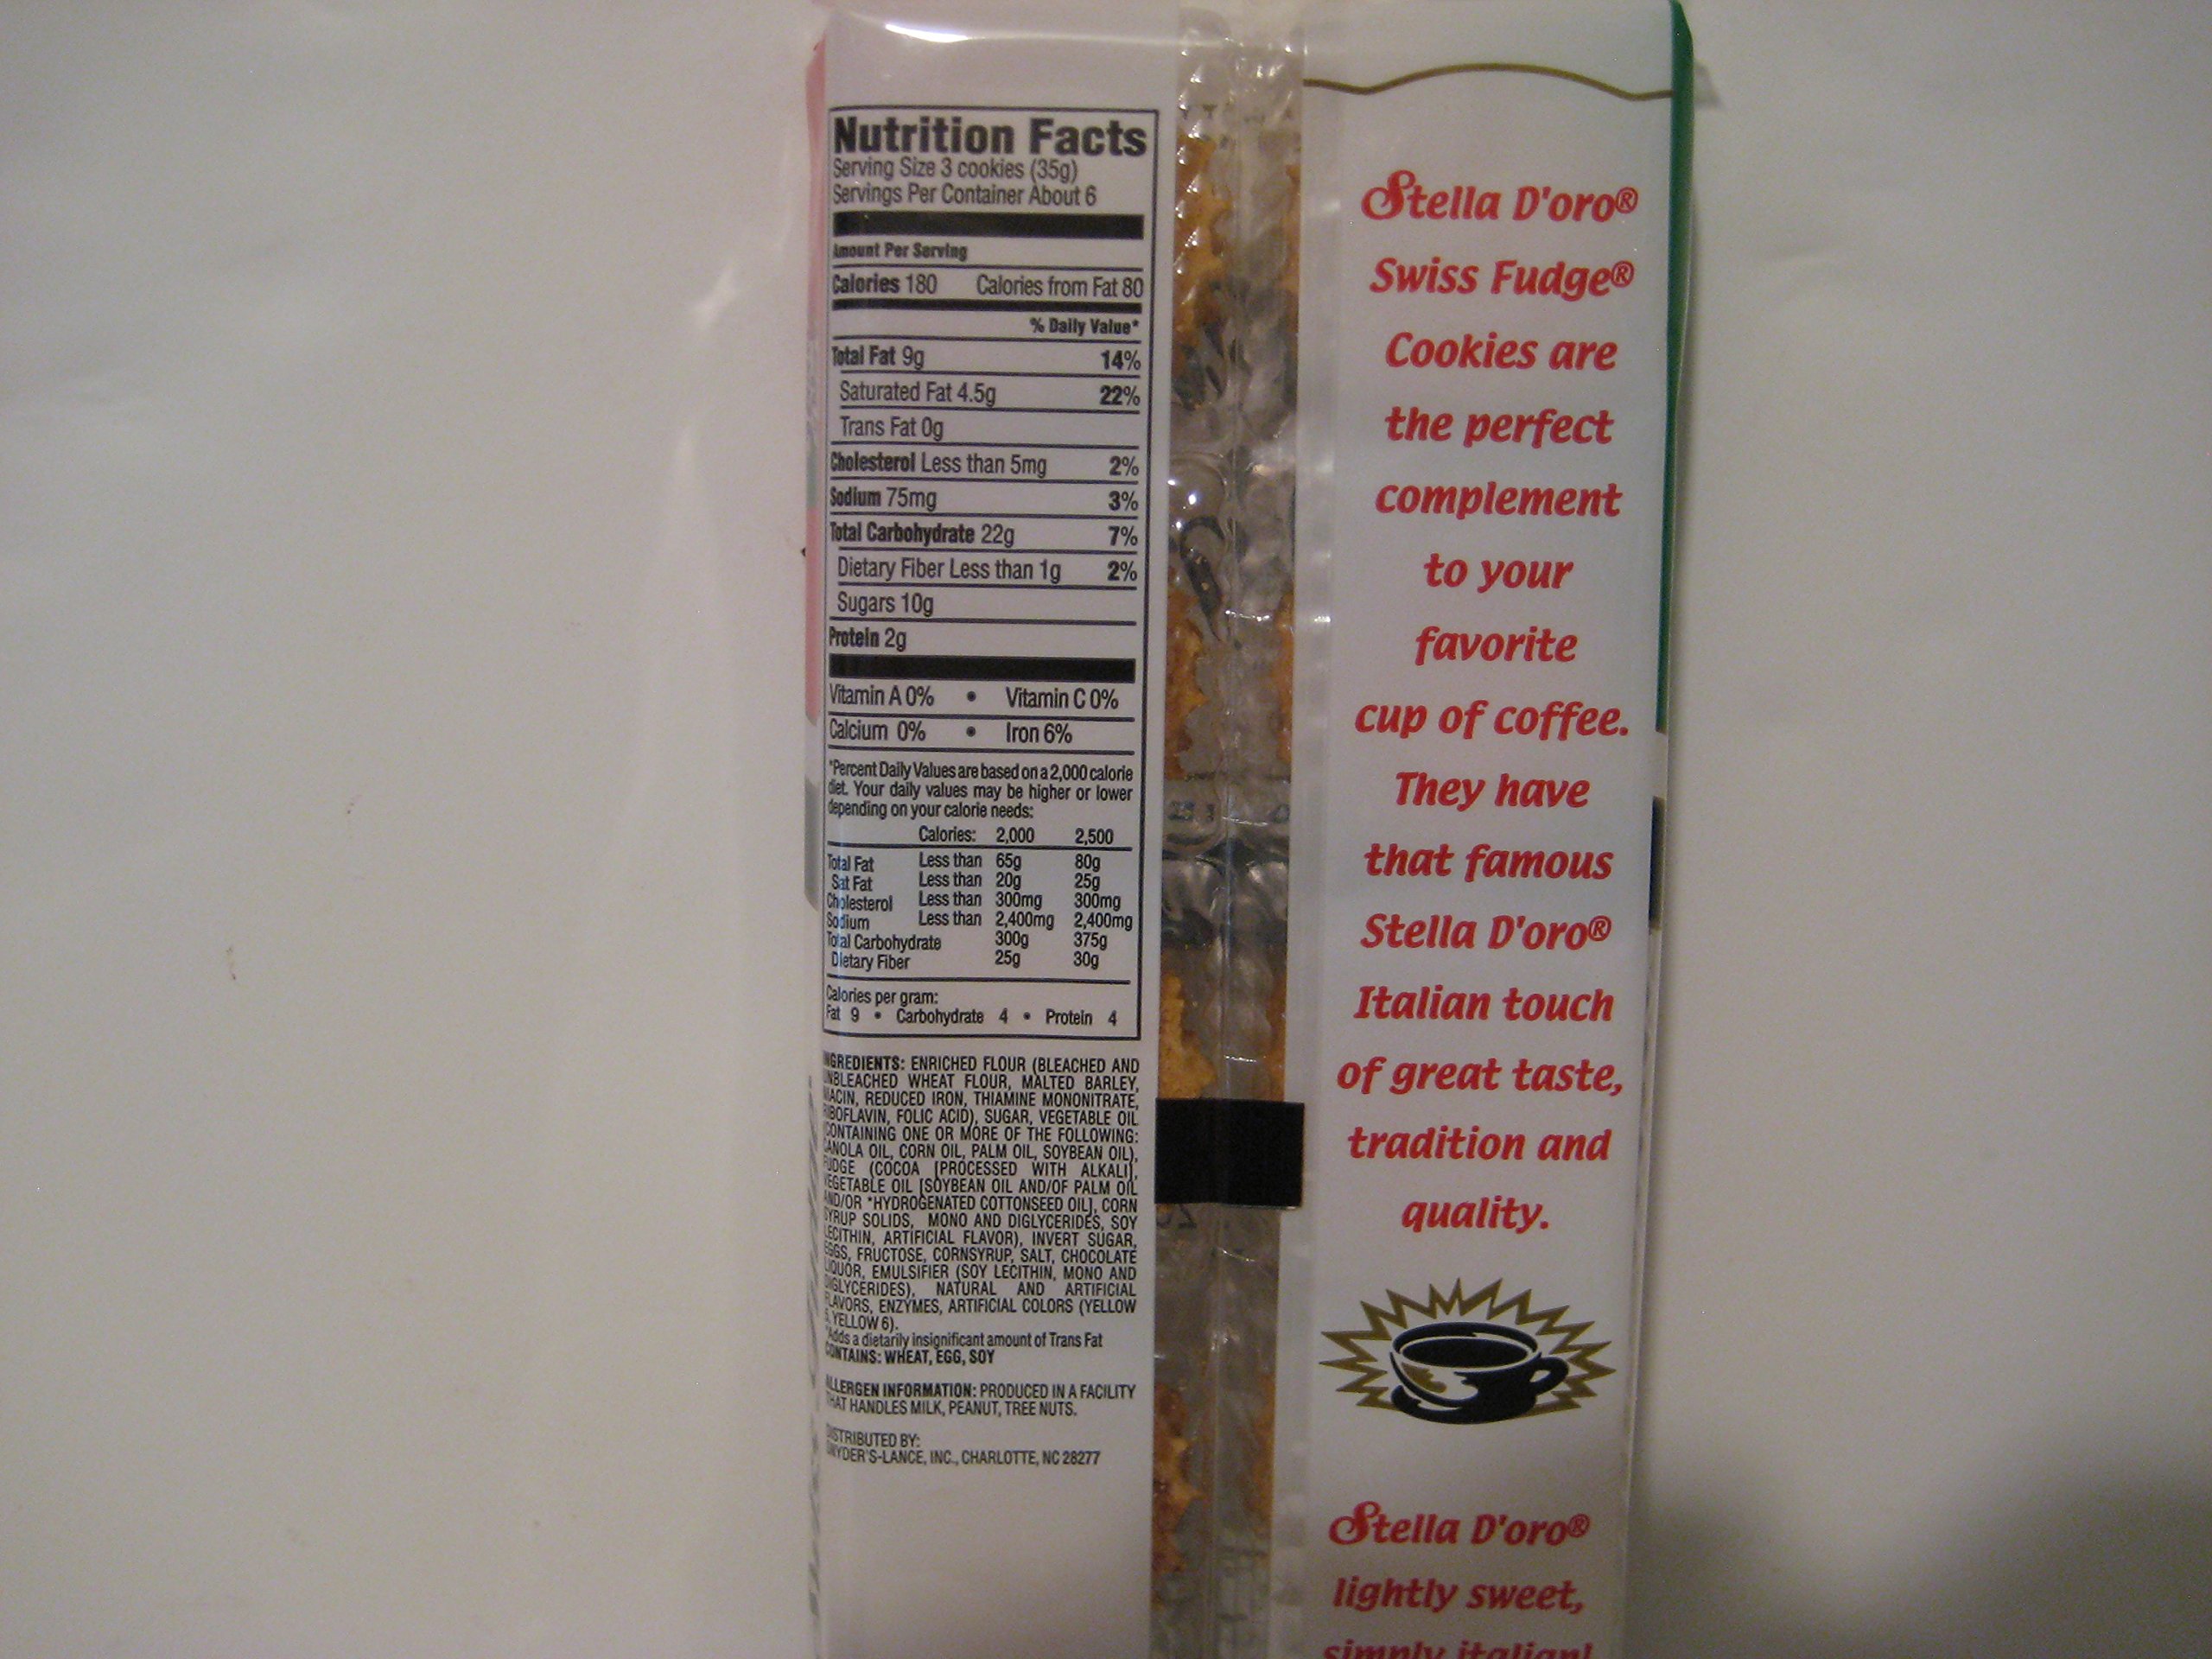 Nutrition Facts
Serving Size 3 cookies (35g)
Servings Per Container About 6
Amount Per Serving
Calories 180 Calories from Fat 80
% Daily Value*
Total Fat 9g 14%
Saturated Fat 4.5g 22%
Trans Fat 0g
Cholesterol Less than 5mg 2%
Sodium 75mg 3%
Total Carbohydrate 22g 7%
Dietary Fiber Less than 1g 2%
Sugars 10g
Protein 2g
Vitamin A 0% • Vitamin C 0%
Calcium 0% • Iron 6%
*Percent Daily Values are based on a 2,000 calorie
diet. Your daily values may be higher or lower
depending on your calorie needs:
Calories: 2,000 2,500
Total Fat Less than 65g 80g
Sat Fat Less than 20g 25g
Cholesterol Less than 300mg 300mg
Sodium Less than 2,400mg 2,400mg
Total Carbohydrate 300g 375g
Dietary Fiber 25g 30g
Calories per gram:
Fat 9 • Carbohydrate 4 • Protein 4
INGREDIENTS: ENRICHED FLOUR (BLEACHED AND
UNBLEACHED WHEAT FLOUR, MALTED BARLEY,
NIACIN, REDUCED IRON, THIAMINE MONONITRATE,
RIBOFLAVIN, FOLIC ACID), SUGAR, VEGETABLE OIL
(CONTAINING ONE OR MORE OF THE FOLLOWING:
CANOLA OIL, CORN OIL, PALM OIL, SOYBEAN OIL),
FUDGE (COCOA [PROCESSED WITH ALKALI],
VEGETABLE OIL [SOYBEAN OIL AND/OF PALM OIL
AND/OR *HYDROGENATED COTTONSEED OIL], CORN
SYRUP SOLIDS, MONO AND DIGLYCERIDES, SOY
LECITHIN, ARTIFICIAL FLAVOR), INVERT SUGAR,
EGGS, FRUCTOSE, CORNSYRUP, SALT, CHOCOLATE
LIQUOR, EMULSIFIER (SOY LECITHIN, MONO AND
DIGLYCERIDES), NATURAL AND ARTIFICIAL
FLAVORS, ENZYMES, ARTIFICIAL COLORS (YELLOW
5, YELLOW 6).
*Adds a dietarily insignificant amount of Trans Fat
CONTAINS: WHEAT, EGG, SOY
ALLERGEN INFORMATION: PRODUCED IN A FACILITY
THAT HANDLES MILK, PEANUT, TREE NUTS.
DISTRIBUTED BY:
SNYDER'S-LANCE, INC., CHARLOTTE, NC 28277
Stella D'oro®
Swiss Fudge®
Cookies are
the perfect
complement
to your
favorite
cup of coffee.
They have
that famous
Stella D'oro®
Italian touch
of great taste,
tradition and
quality.
Stella D'oro®
lightly sweet,
simply italian!